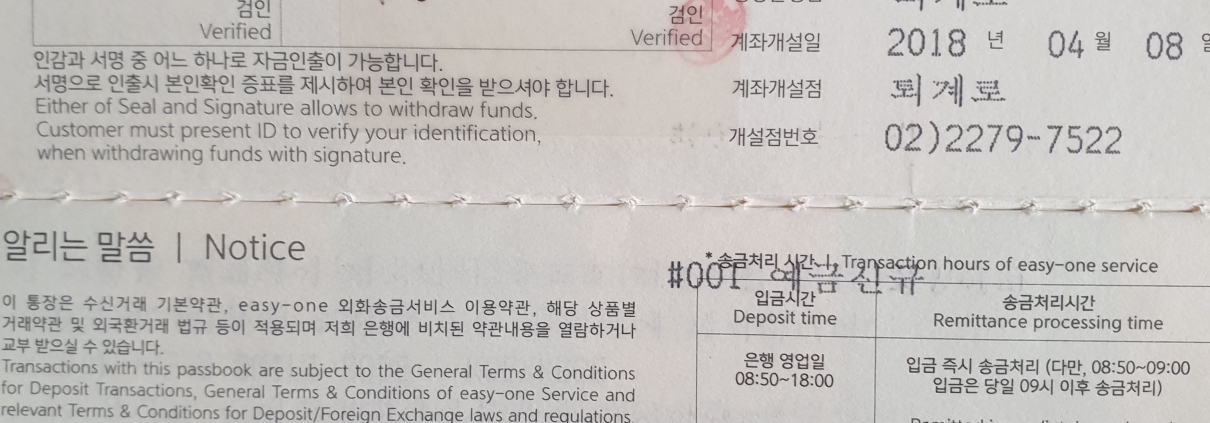 검인
Verified
검인
Verified
인감과 서명 중 어느 하나로 자금인출이 가능합니다.
서명으로 인출시 본인확인 증표를 제시하여 본인 확인을 받으셔야 합니다.
Either of Seal and Signature allows to withdraw funds.
Customer must present ID to verify your identification,
when withdrawing funds with signature.
계좌개설일 2018 년 04 월 08
계좌개설점 퇴계로
개설점번호 02)2279-7522
알리는 말씀 | Notice
이 통장은 수신거래 기본약관, easy-one 외화송금서비스 이용약관, 해당 상품별
거래약관 및 외국환거래 법규 등이 적용되며 저희 은행에 비치된 약관내용을 열람하거나
교부 받으실 수 있습니다.
Transactions with this passbook are subject to the General Terms & Conditions
for Deposit Transactions, General Terms & Conditions of easy-one Service and
relevant Terms & Conditions for Deposit/Foreign Exchange laws and regulations.
* 송금처리 시간 | Transaction hours of easy-one service
#001 예금신규
입금시간
Deposit time
송금처리시간
Remittance processing time
은행 영업일
08:50~18:00
입금 즉시 송금처리 (다만, 08:50~09:00
입금은 당일 09시 이후 송금처리)